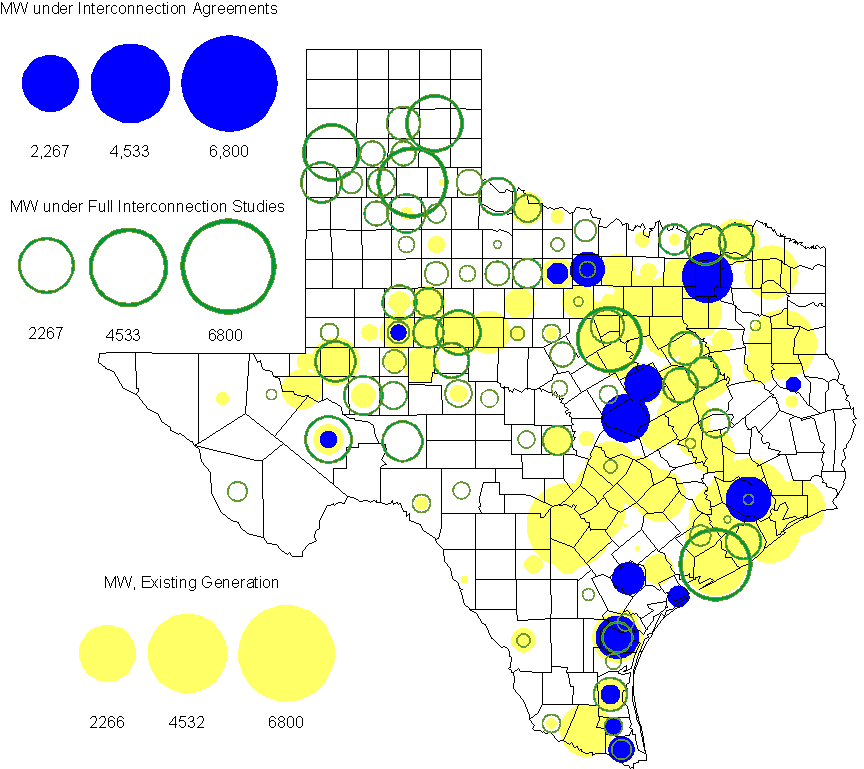 MW under Interconnection Agreements
2,267 4,533 6,800
MW under Full Interconnection Studies
2267 4533 6800
MW, Existing Generation
2266 4532 6800